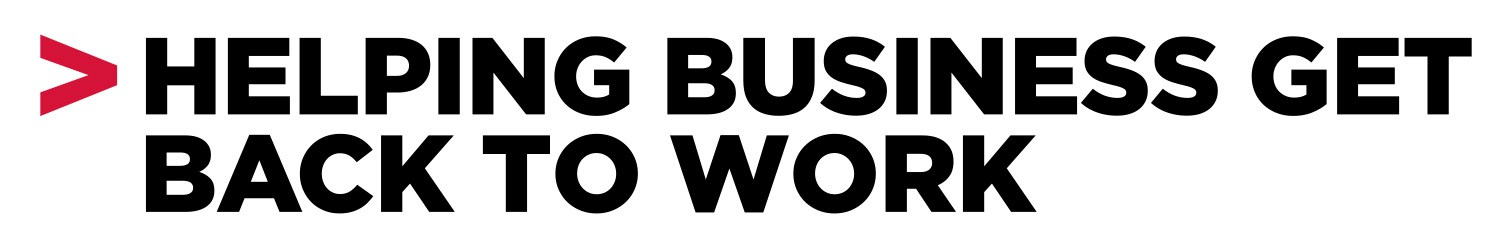 > HELPING BUSINESS GET
BACK TO WORK